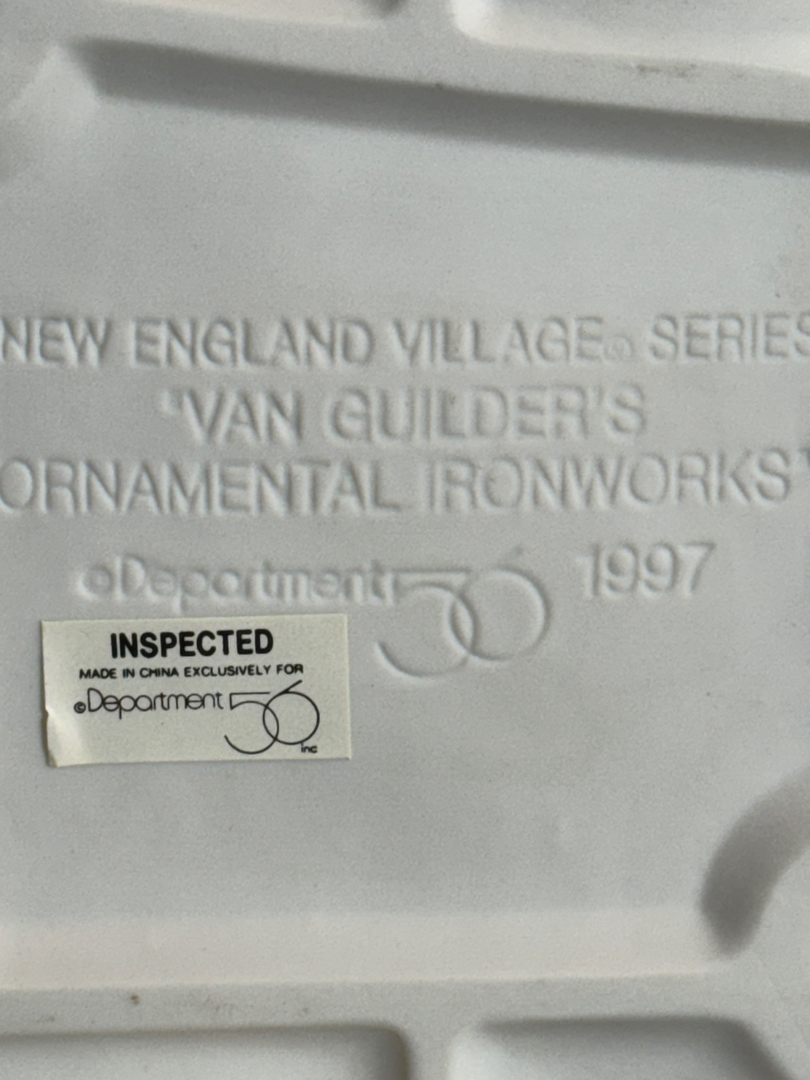 NEW ENGLAND VILLAGE® SERIES
"VAN GUILDER'S
ORNAMENTAL IRONWORKS"
©Department 56 1997
INSPECTED
MADE IN CHINA EXCLUSIVELY FOR
©Department 56
inc